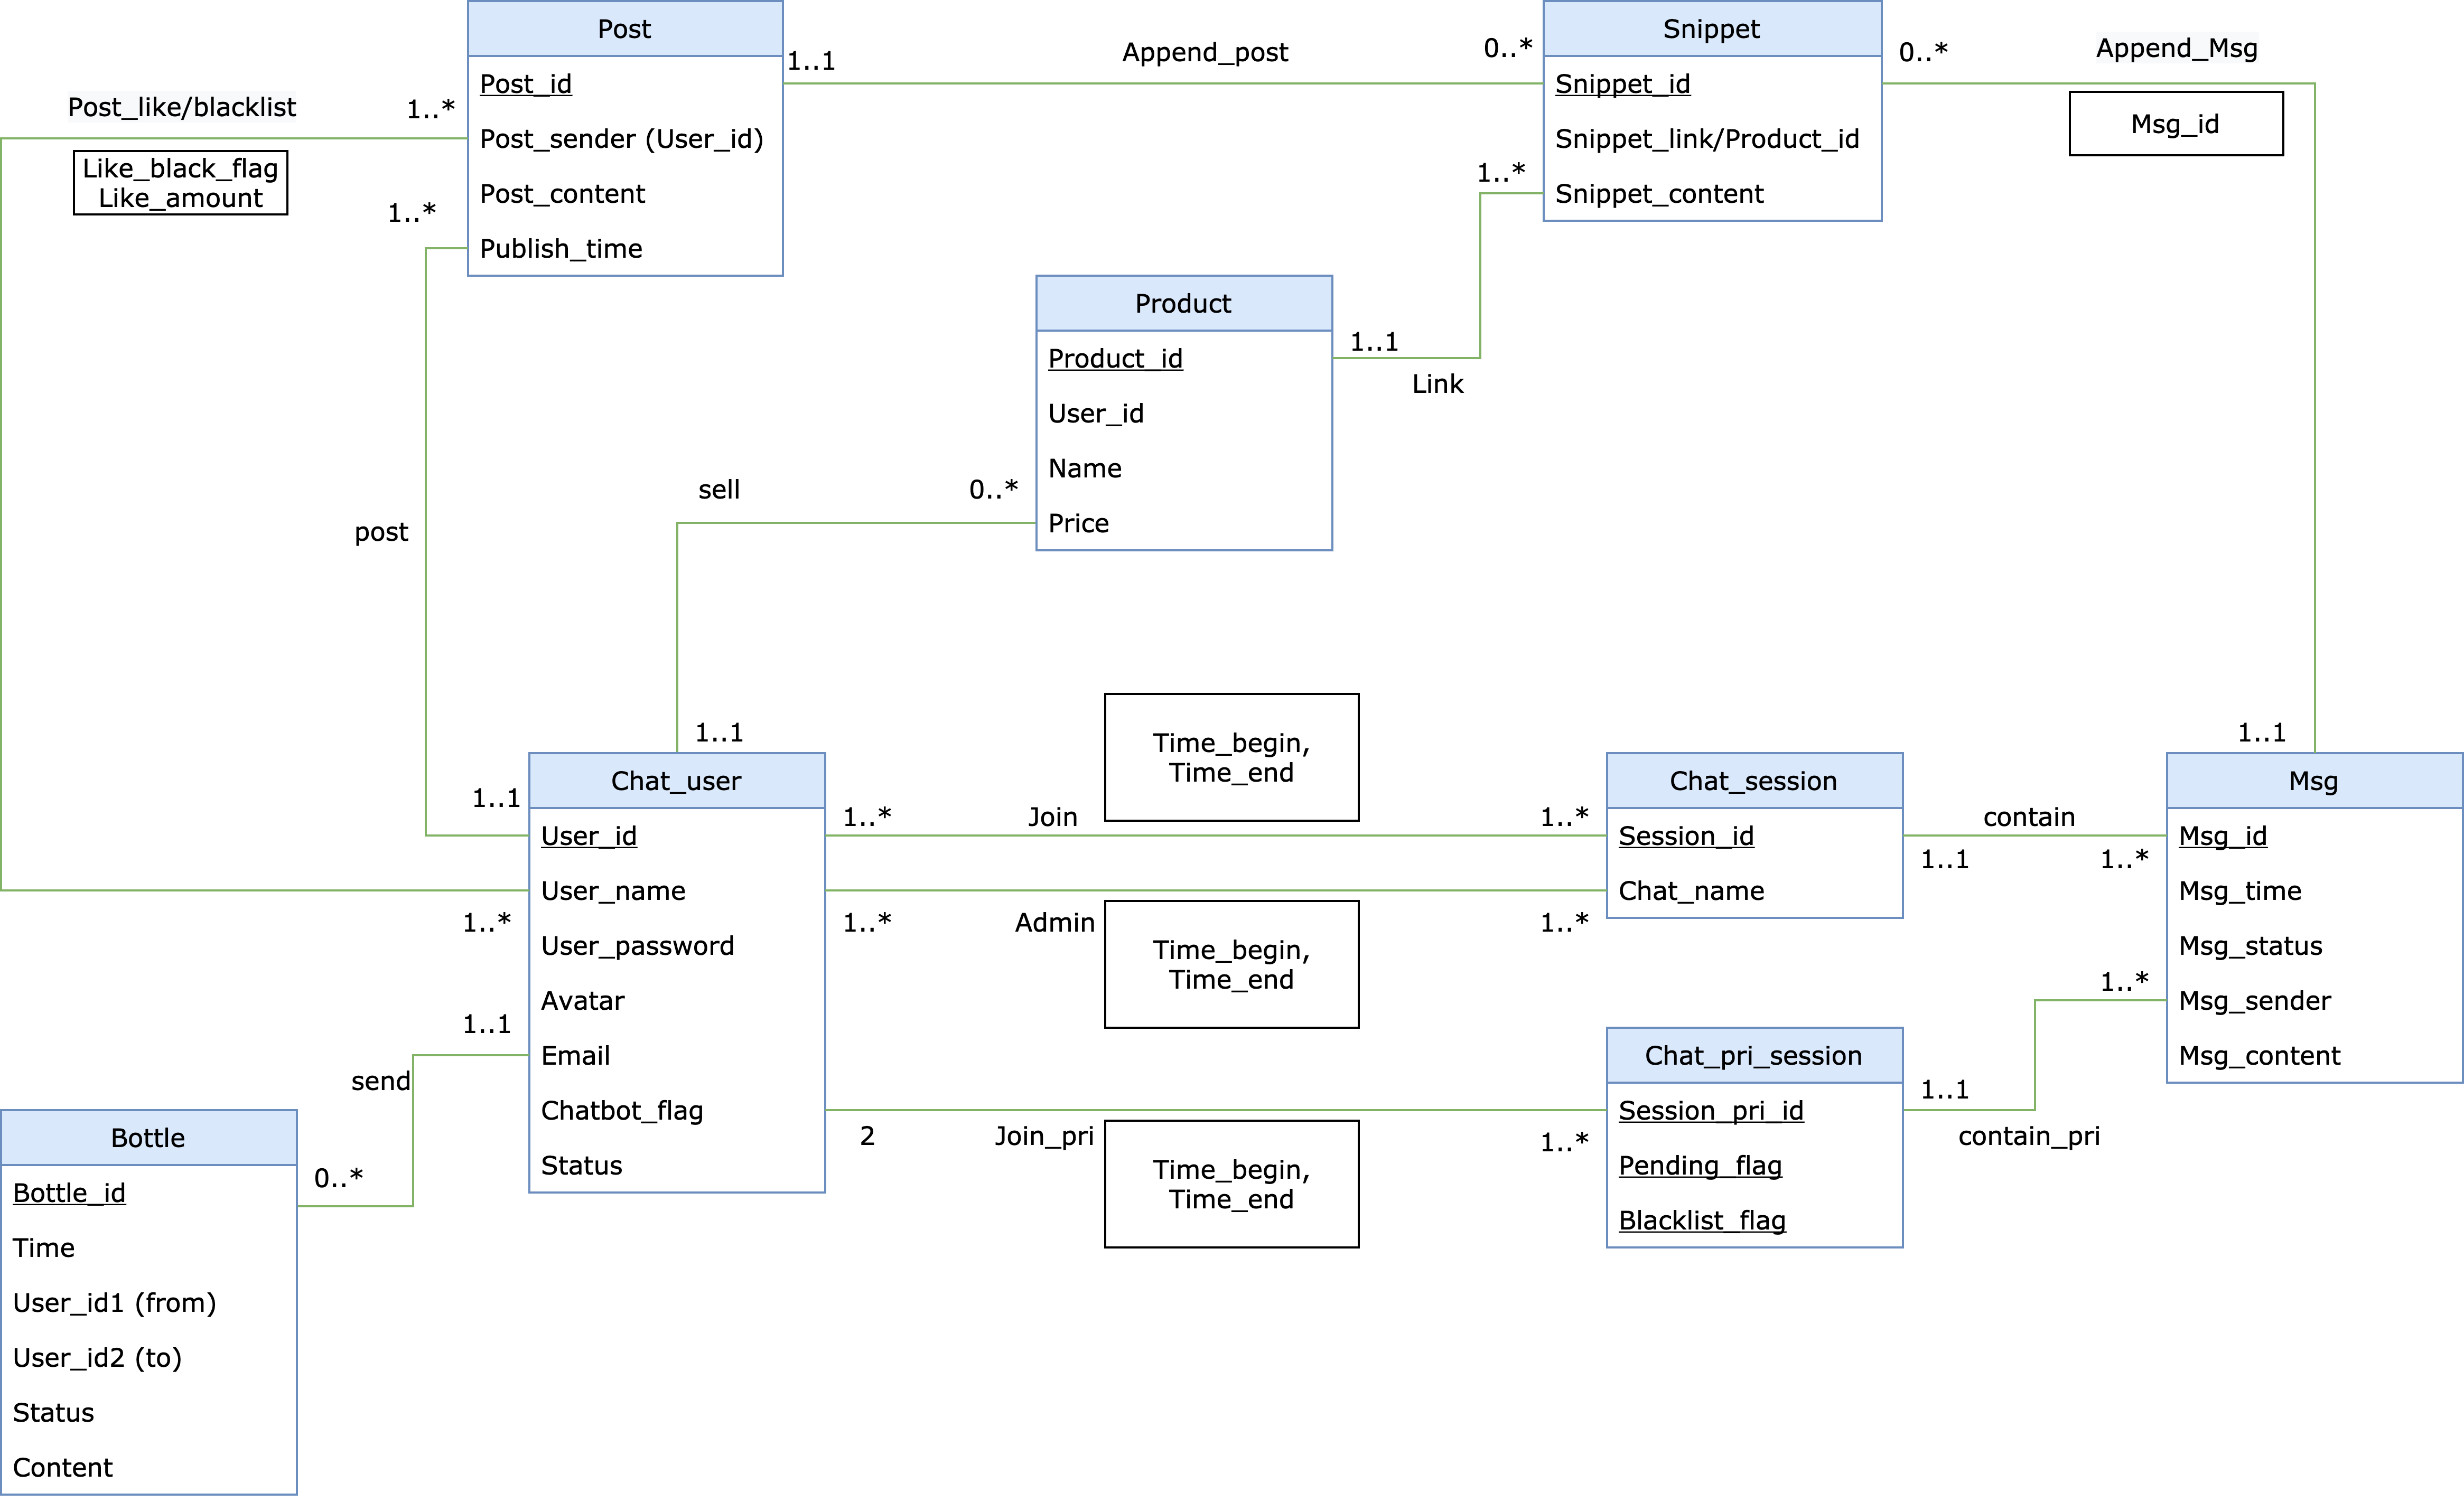 Post
Post_id
Post_sender (User_id)
Post_content
Publish_time
1..1
Append_post
0..*
Snippet
Snippet_id
Snippet_link/Product_id
Snippet_content
0..*
Append_Msg
Msg_id
Post_like/blacklist
1..*
Like_black_flag
Like_amount
1..*
1..*
Product
Product_id
User_id
Name
Price
1..1
Link
sell
0..*
post
1..1
1..1
1..1
Chat_user
User_id
User_name
User_password
Avatar
Email
Chatbot_flag
Status
1..*
Join
Time_begin,
Time_end
1..*
Chat_session
Session_id
Chat_name
contain
1..1
1..*
Msg
Msg_id
Msg_time
Msg_status
Msg_sender
Msg_content
1..*
1..*
Admin
Time_begin,
Time_end
1..*
1..*
1..1
send
0..*
2
Join_pri
Time_begin,
Time_end
1..*
Chat_pri_session
Session_pri_id
Pending_flag
Blacklist_flag
1..1
contain_pri
Bottle
Bottle_id
Time
User_id1 (from)
User_id2 (to)
Status
Content